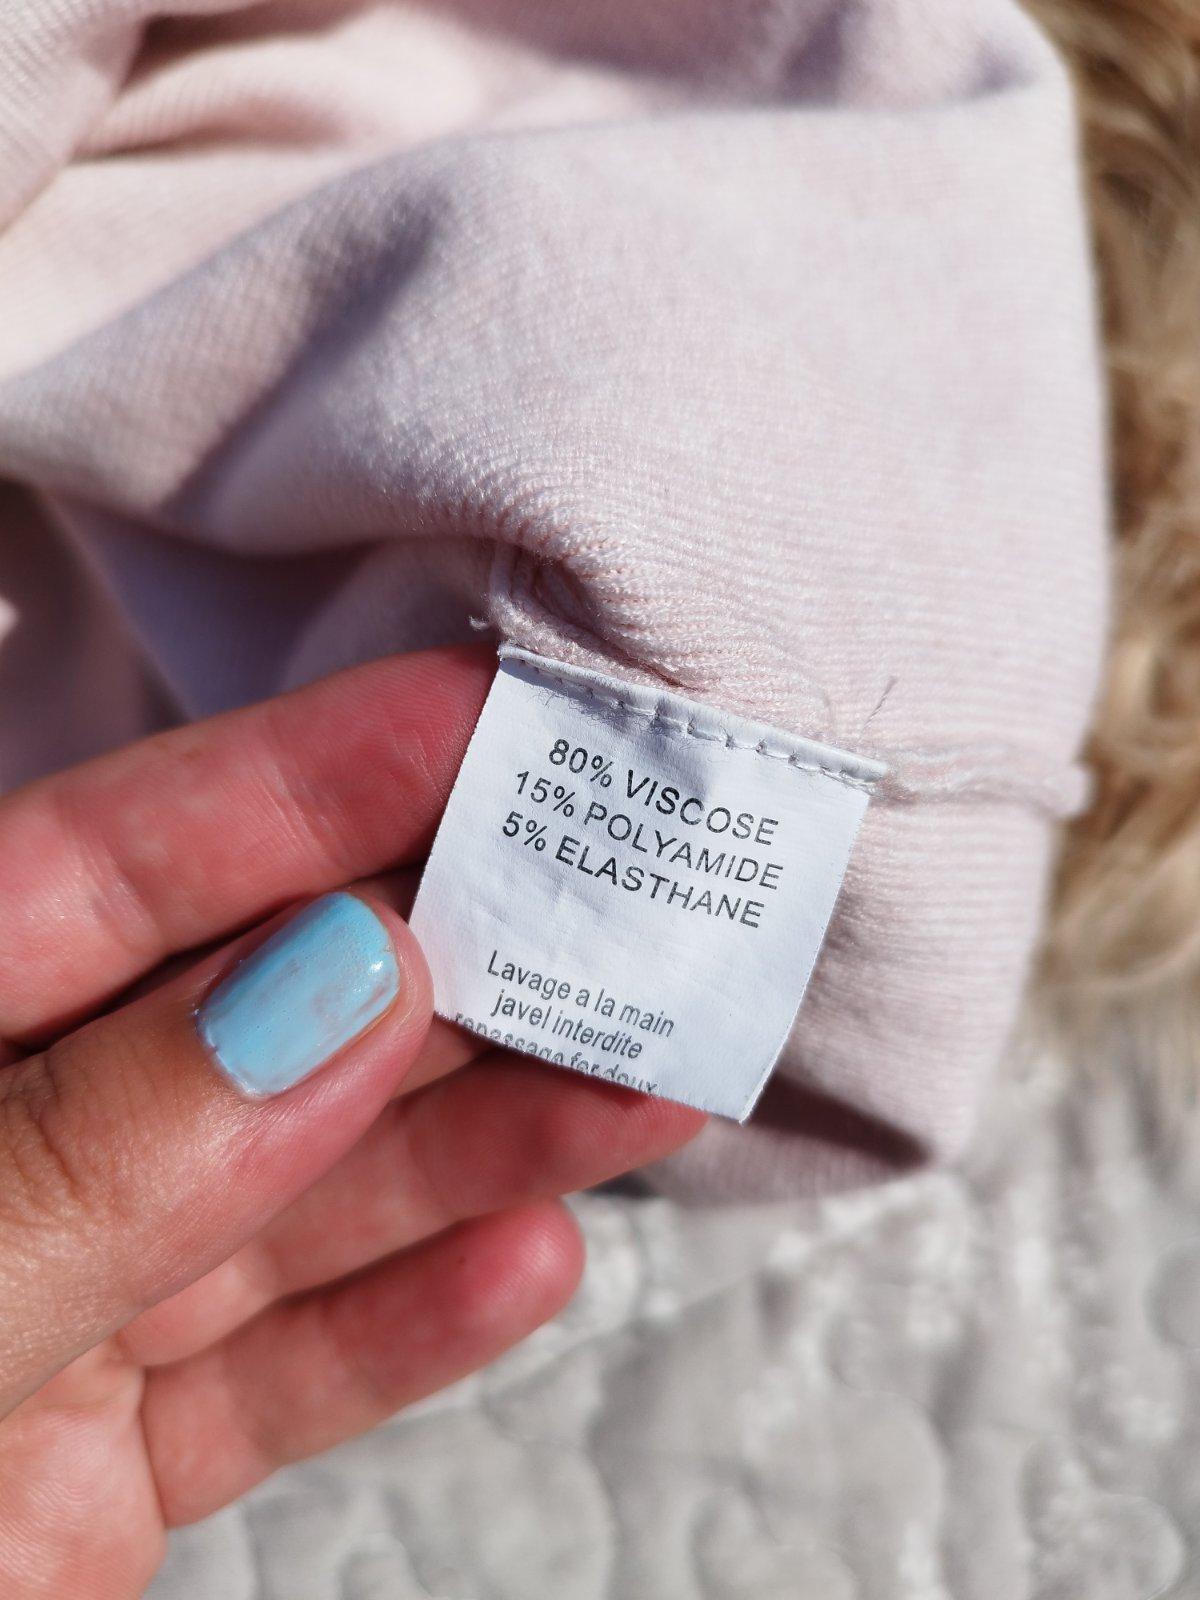 80% VISCOSE
15% POLYAMIDE
5% ELASTHANE
Lavage a la main
javel interdite
repassage fer doux